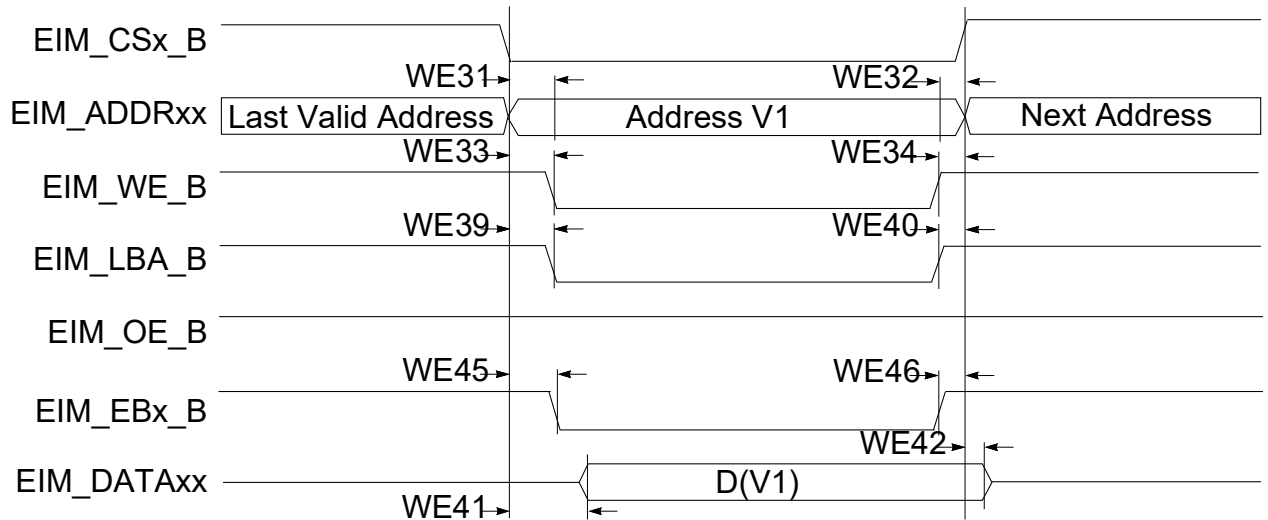 EIM_CSx_B
WE31 WE32
EIM_ADDRxx Last Valid Address Address V1 Next Address
WE33 WE34
EIM_WE_B
WE39 WE40
EIM_LBA_B
EIM_OE_B
WE45 WE46
EIM_EBx_B
WE42
EIM_DATAxx D(V1)
WE41